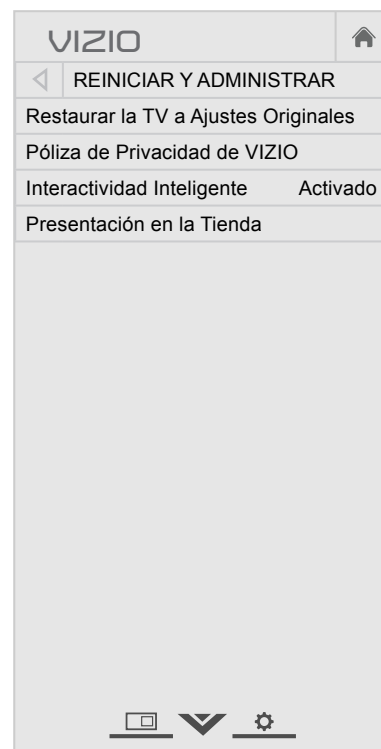 VIZIO
REINICIAR Y ADMINISTRAR
Restaurar la TV a Ajustes Originales
Póliza de Privacidad de VIZIO
Interactividad Inteligente Activado
Presentación en la Tienda